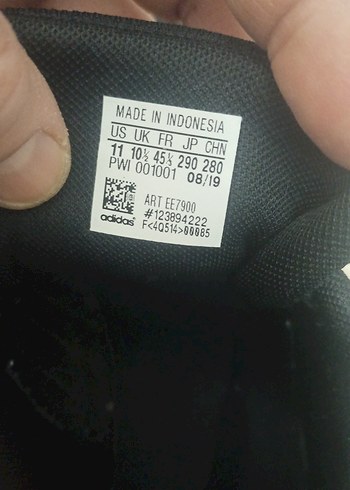 MADE IN INDONESIA
US UK FR JP CHN
11 10½ 45⅓ 290 280
PWI 001001 08/19
ART EE7900
#123894222
adidas F<4Q514>00085